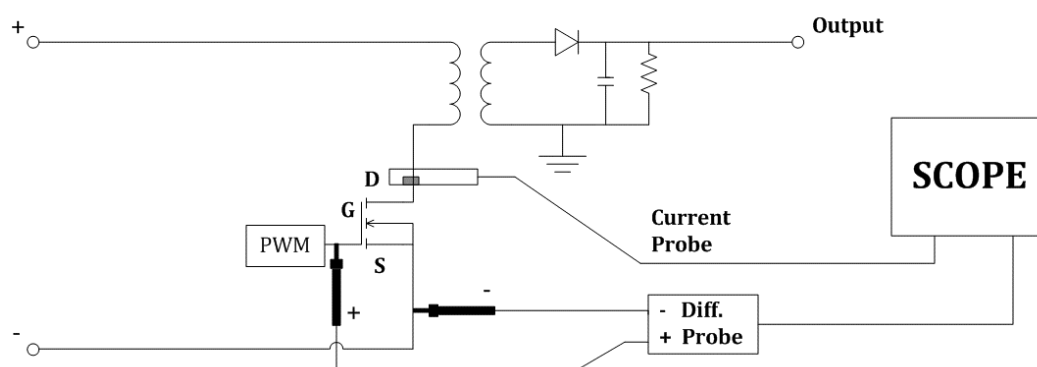 +
Output
D
SCOPE
G
Current
Probe
PWM
S
-
+
- Diff.
+ Probe
-